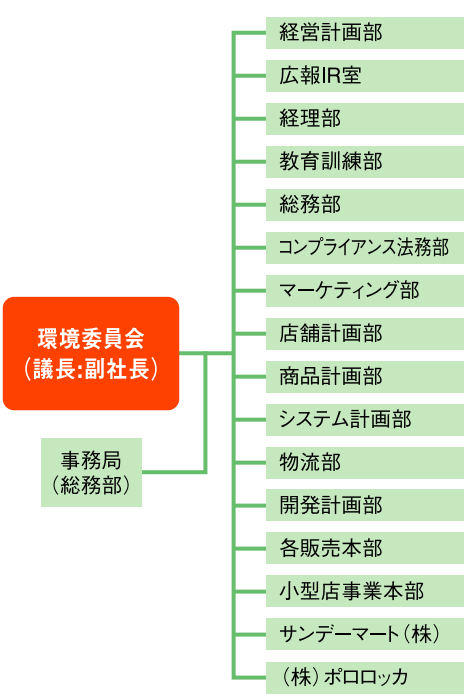 環境委員会
（議長:副社長）
事務局
（総務部）
経営計画部
広報IR室
経理部
教育訓練部
総務部
コンプライアンス法務部
マーケティング部
店舗計画部
商品計画部
システム計画部
物流部
開発計画部
各販売本部
小型店事業本部
サンデーマート（株）
（株）ポロロッカ